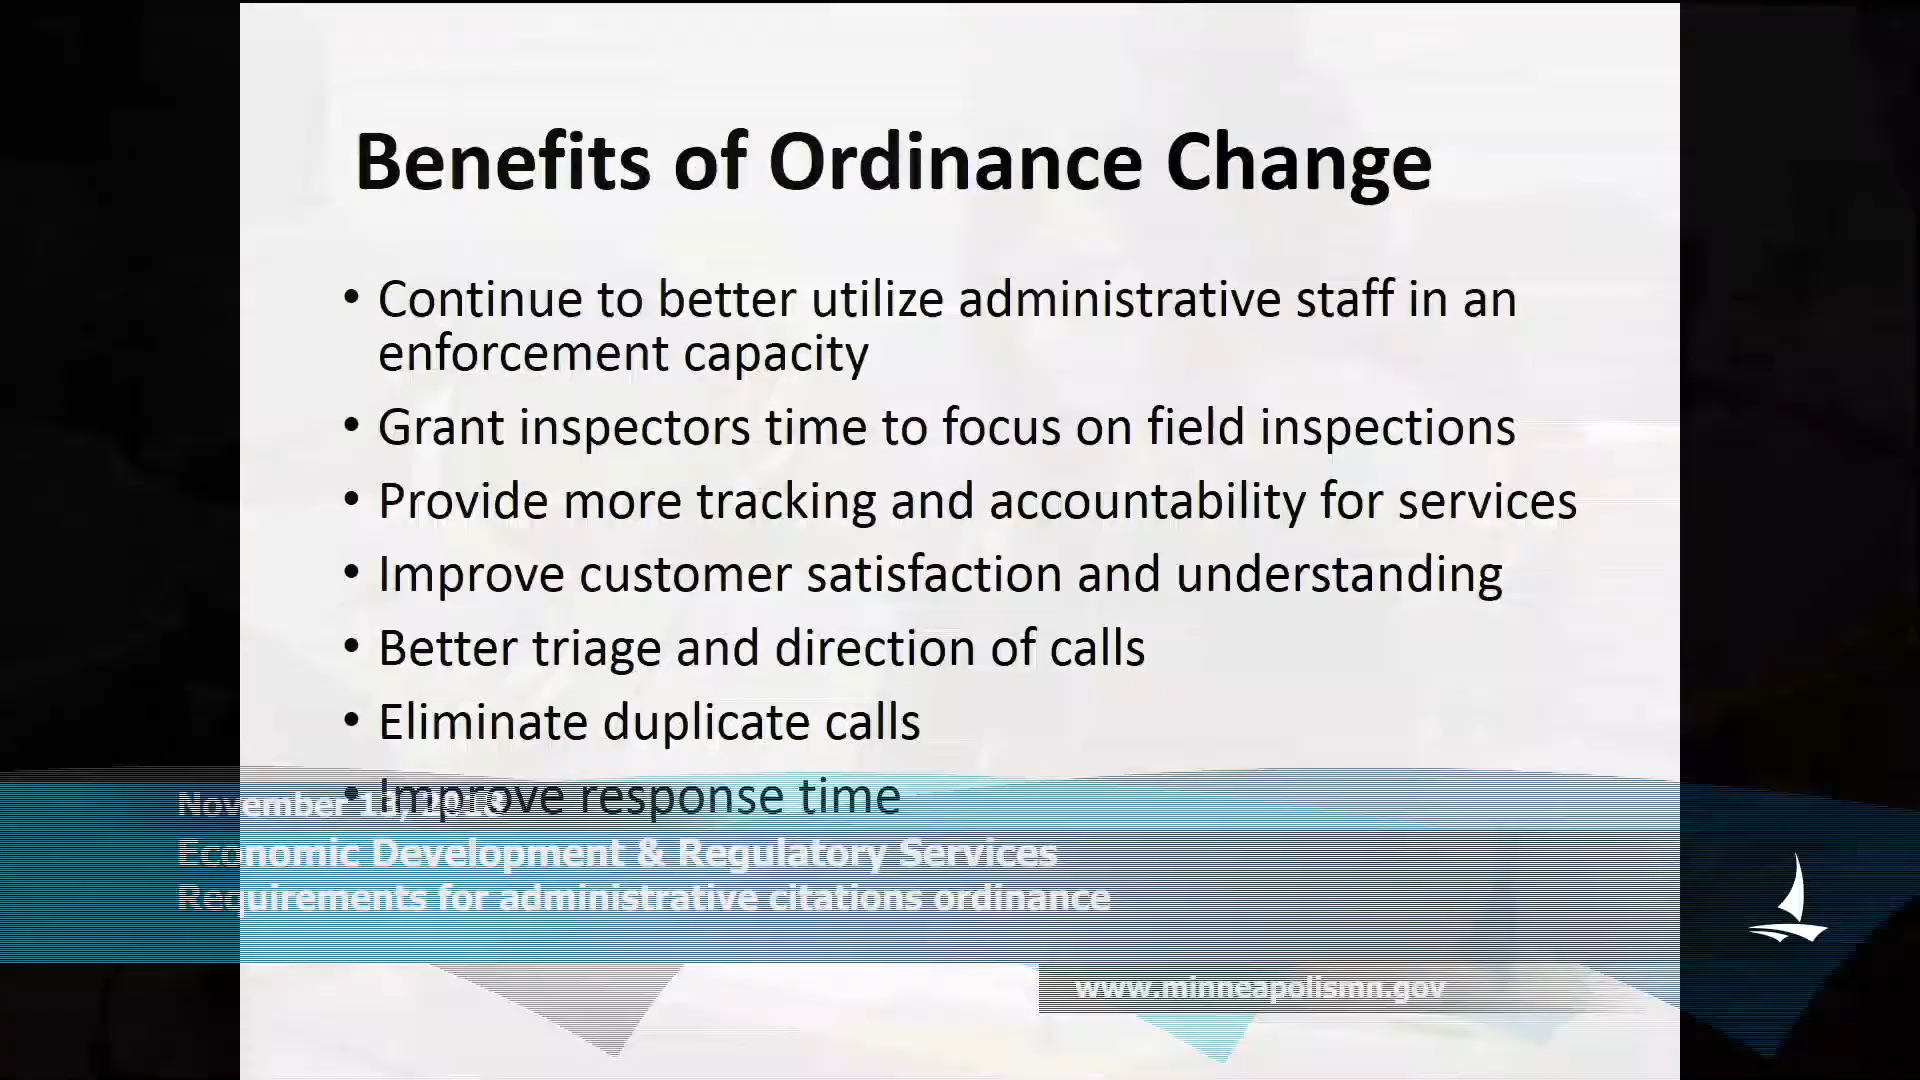 Benefits of Ordinance Change
• Continue to better utilize administrative staff in an
enforcement capacity
• Grant inspectors time to focus on field inspections
• Provide more tracking and accountability for services
• Improve customer satisfaction and understanding
• Better triage and direction of calls
• Eliminate duplicate calls
• Improve response time
November 13,
Economic Development & Regulatory Services
Requirements for administrative citations ordinance
www.minneapolismn.gov